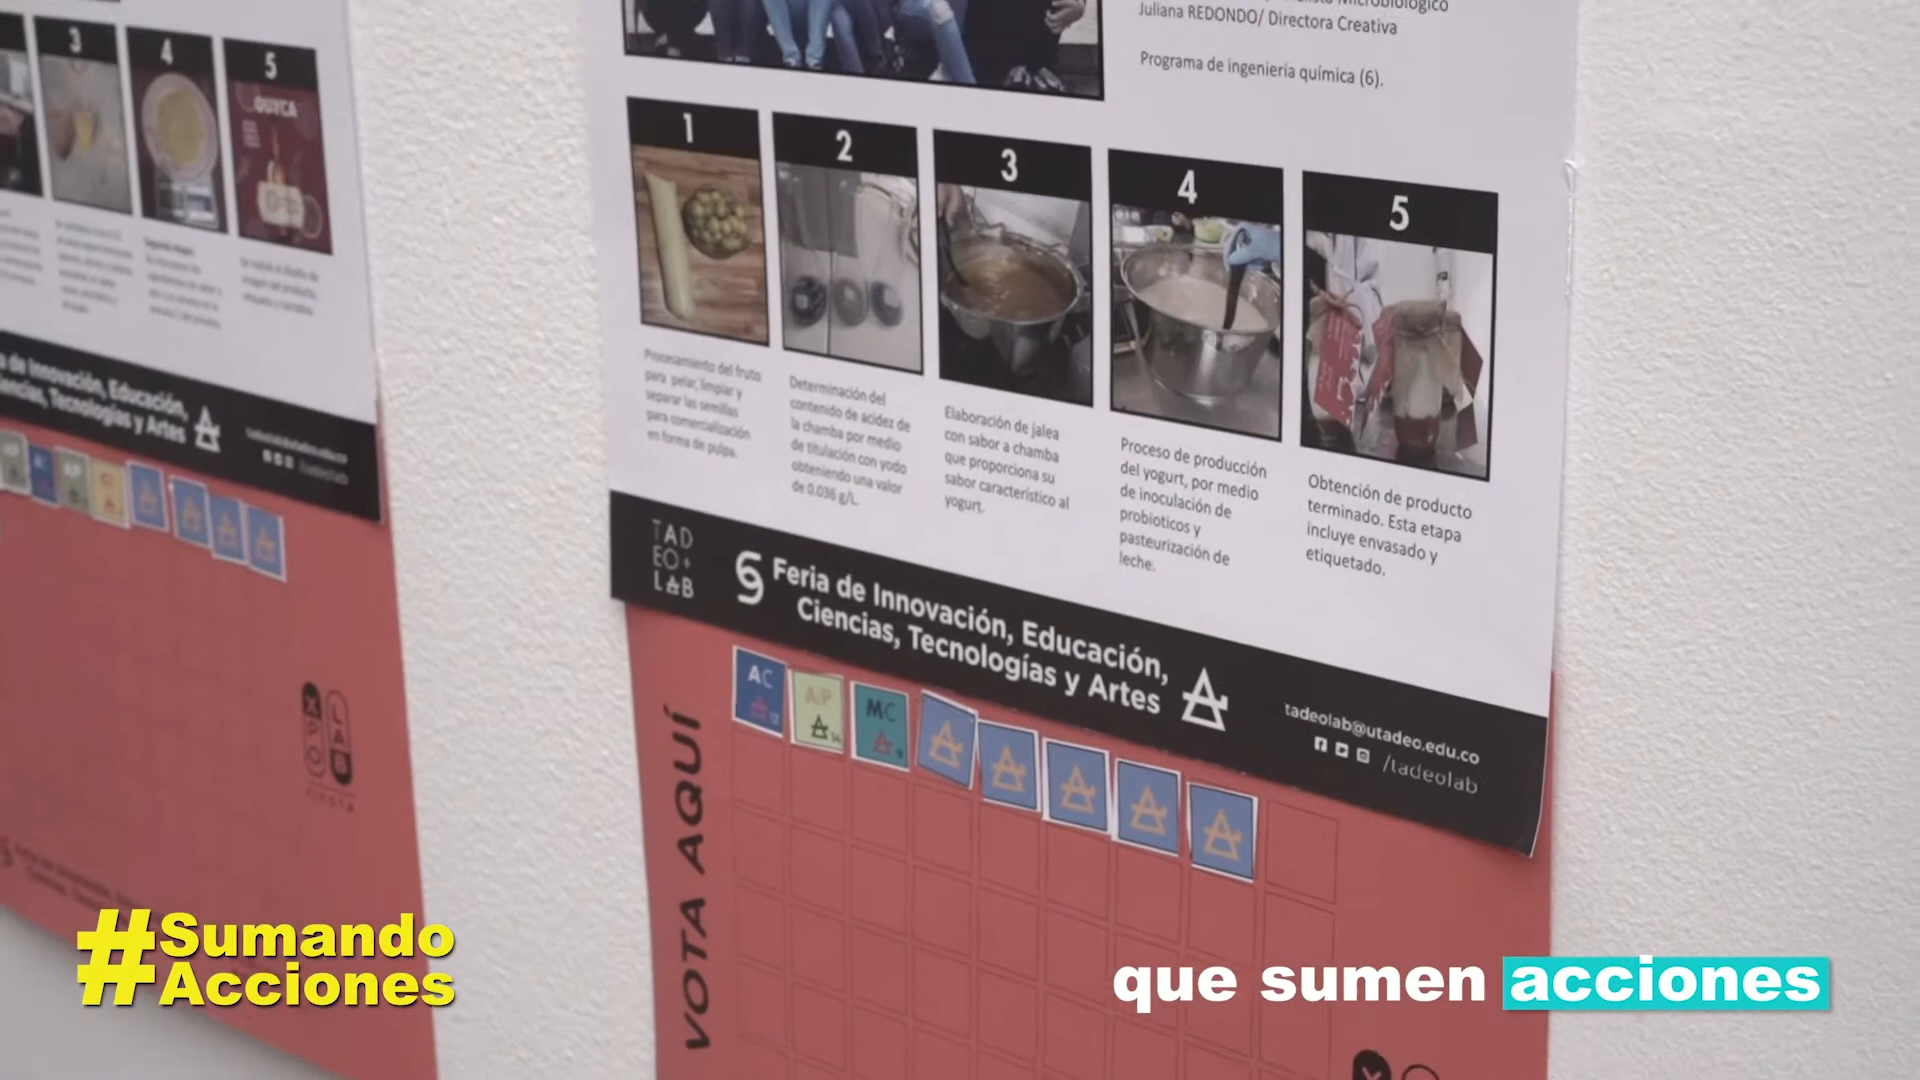 3
4
5
QUYCA
Juliana REDONDO/ Directora Creativa
Programa de ingenieria química (6).
1
2
3
4
5
Procesamiento del fruto
para pelar, limpiar y
separar las semillas
para comercialización
en forma de pulpa.
Determinación del
contenido de acidez de
la chamba por medio
de titulación con yodo
obteniendo una valor
de 0.036 g/L.
Elaboración de jalea
con sabor a chamba
que proporciona su
sabor característico al
yogurt.
Proceso de producción
del yogurt, por medio
de inoculación de
probioticos y
pasteurización de
leche.
Obtención de producto
terminado. Esta etapa
incluye envasado y
etiquetado.
de Innovación, Educación,
Ciencias, Tecnologías y Artes
/tadeolab
TAD
EO+
LAB
Feria de Innovación, Educación,
Ciencias, Tecnologías y Artes
tadeolab@utadeo.edu.co
/tadeolab
AC
AP
MC
VOTA AQUÍ
XPO
LAB
FIESTA
#Sumando
Acciones
que sumen acciones